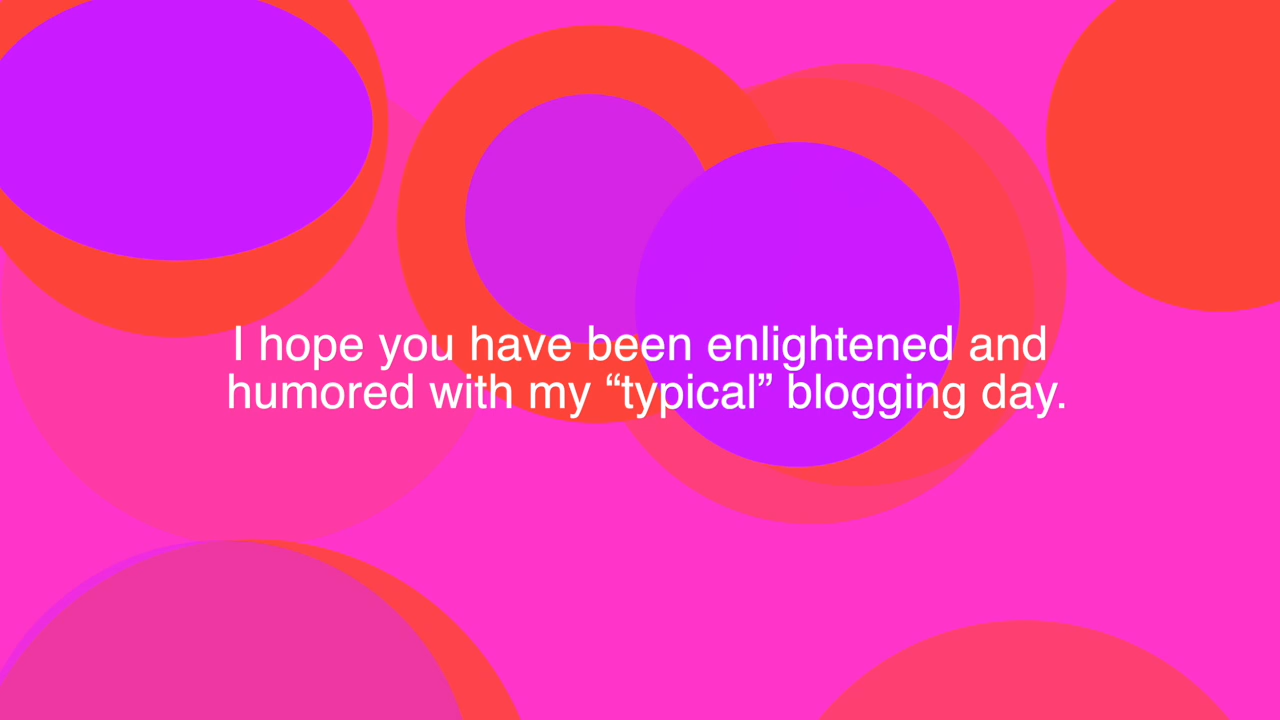 I hope you have been enlightened and
humored with my “typical” blogging day.